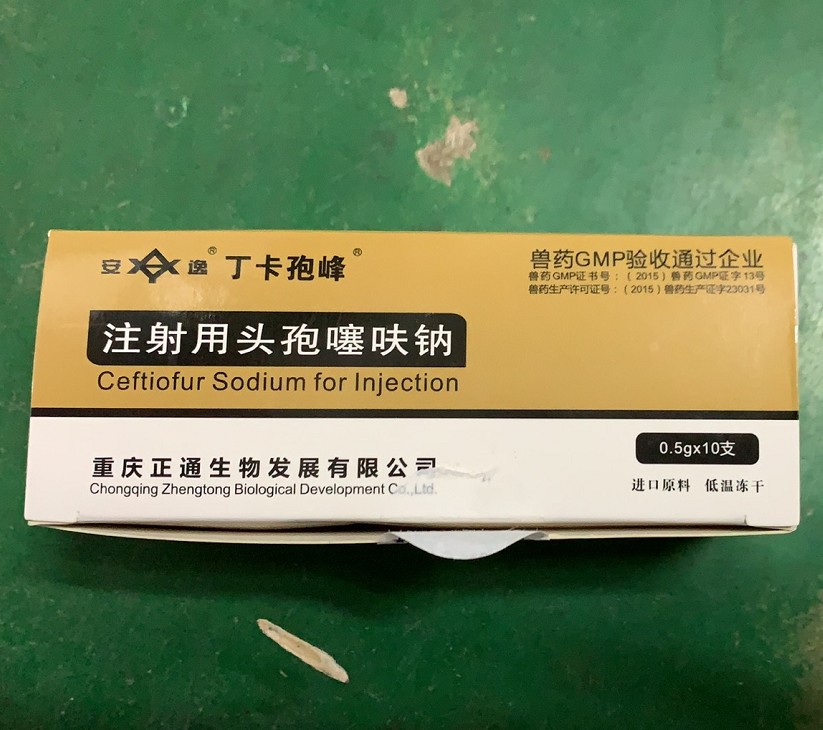 安 逸® 丁卡孢峰®
兽药GMP验收通过企业
兽药GMP证书号：（2015）兽药GMP证字13号
兽药生产许可证号：（2015）兽药生产证字23031号
注射用头孢噻呋钠
Ceftiofur Sodium for Injection
0.5gx10支
重庆正通生物发展有限公司
Chongqing Zhengtong Biological Development Co.,Ltd.
进口原料 低温冻干